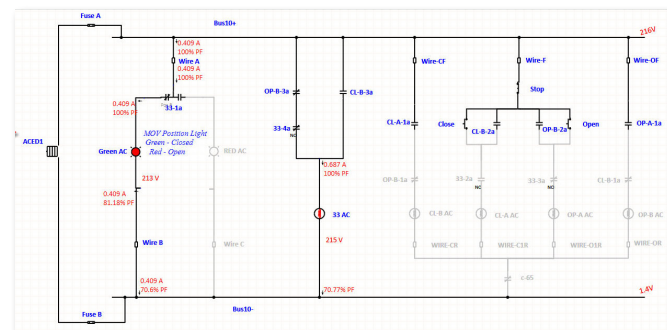 Fuse A
Bus10+
216V
0.409 A
100% PF
Wire A
0.409 A
100% PF
Wire-CF
Wire-F
Wire-OF
Stop
OP-B-3a
CL-B-3a
0.409 A
100% PF
33-1a
CL-A-1a
Close
CL-B-2a
OP-B-2a
Open
OP-A-1a
33-4a
NC
MOV Position Light
Green - Closed
Red - Open
ACED1
Green AC
RED AC
0.687 A
100% PF
213 V
OP-B-1a
33-2a
NC
33-3a
NC
CL-B-1a
0.409 A
81.18% PF
33 AC
CL-B AC
CL-A AC
OP-A AC
OP-B AC
215 V
Wire B
Wire C
WIRE-CR
WIRE-C1R
WIRE-O1R
WIRE-OR
c-65
0.409 A
70.6% PF
70.77% PF
1.4V
Fuse B
Bus10-